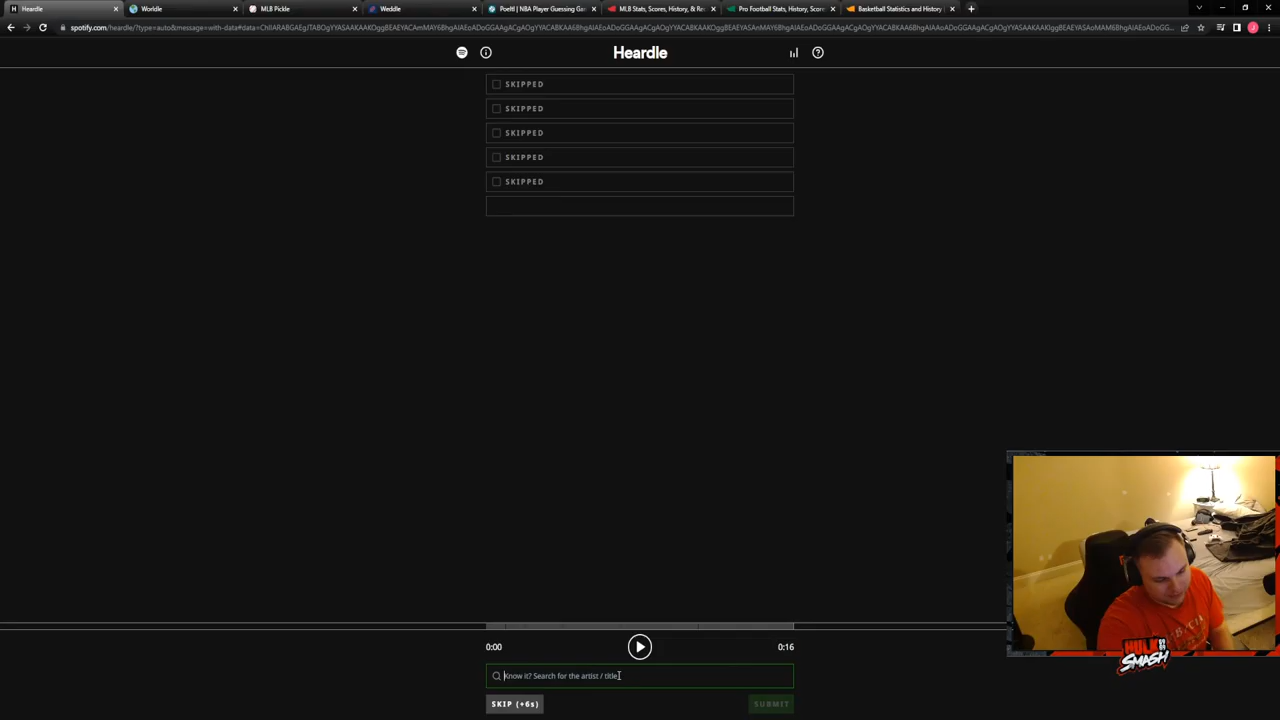 Heardle
Worldle
MLB Pickle
Weddle
Poeltl | NBA Player Guessing Gam
MLB Stats, Scores, History, & Re
Pro Football Stats, History, Score
Basketball Statistics and History
Heardle
SKIPPED
SKIPPED
SKIPPED
SKIPPED
SKIPPED
0:00
0:16
Know it? Search for the artist / title
SKIP (+6s)
SUBMIT
HULK
SMASH